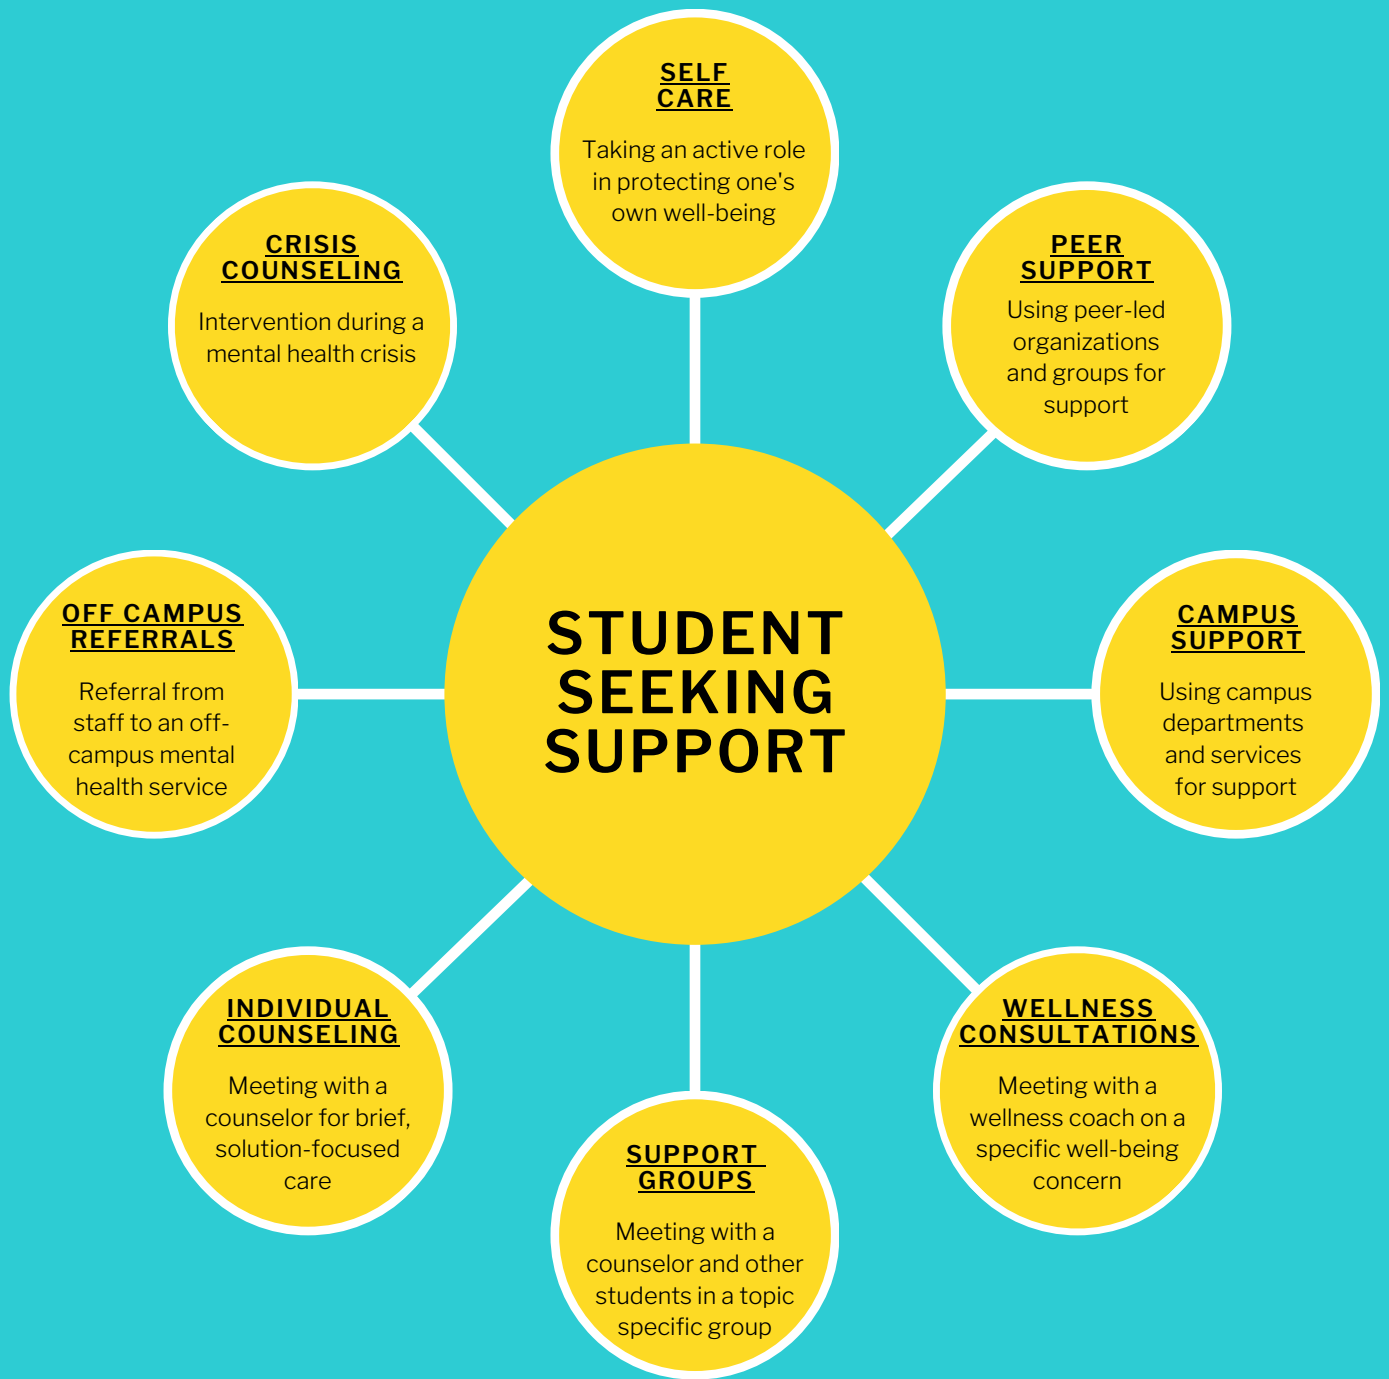 SELF
CARE
Taking an active role
in protecting one's
own well-being
PEER
SUPPORT
Using peer-led
organizations
and groups for
support
CAMPUS
SUPPORT
Using campus
departments
and services
for support
WELLNESS
CONSULTATIONS
Meeting with a
wellness coach on a
specific well-being
concern
SUPPORT
GROUPS
Meeting with a
counselor and other
students in a topic
specific group
INDIVIDUAL
COUNSELING
Meeting with a
counselor for brief,
solution-focused
care
OFF CAMPUS
REFERRALS
Referral from
staff to an off-
campus mental
health service
CRISIS
COUNSELING
Intervention during a
mental health crisis
STUDENT
SEEKING
SUPPORT